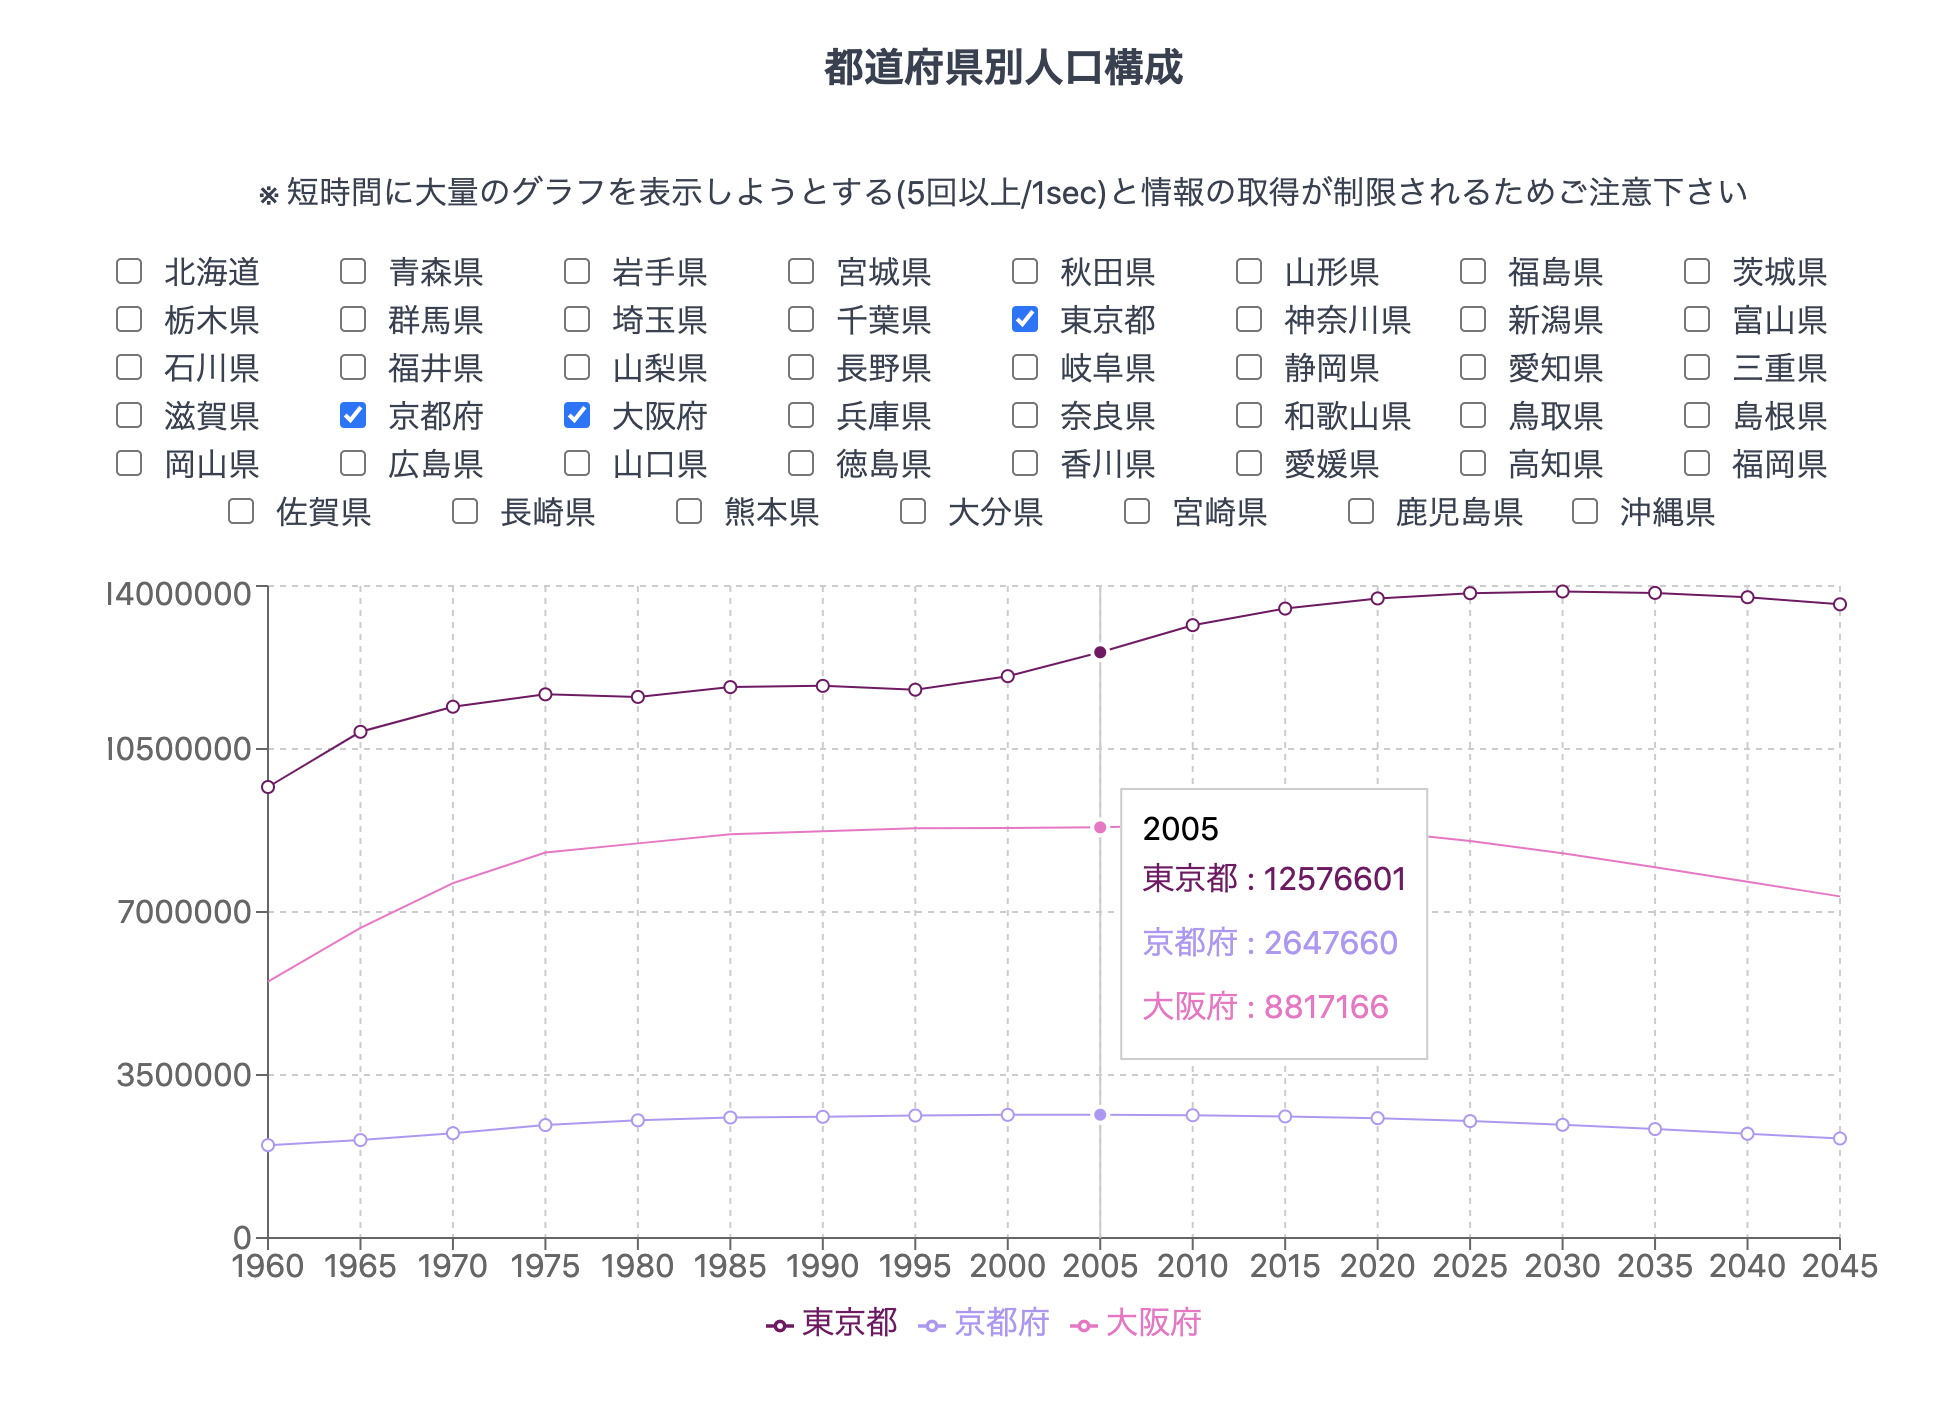 都道府県別人口構成
※ 短時間に大量のグラフを表示しようとする(5回以上/1sec)と情報の取得が制限されるためご注意下さい
北海道 青森県 岩手県 宮城県 秋田県 山形県 福島県 茨城県
栃木県 群馬県 埼玉県 千葉県 東京都 神奈川県 新潟県 富山県
石川県 福井県 山梨県 長野県 岐阜県 静岡県 愛知県 三重県
滋賀県 京都府 大阪府 兵庫県 奈良県 和歌山県 鳥取県 島根県
岡山県 広島県 山口県 徳島県 香川県 愛媛県 高知県 福岡県
佐賀県 長崎県 熊本県 大分県 宮崎県 鹿児島県 沖縄県
14000000
10500000
7000000
3500000
0
2005
東京都 : 12576601
京都府 : 2647660
大阪府 : 8817166
1960 1965 1970 1975 1980 1985 1990 1995 2000 2005 2010 2015 2020 2025 2030 2035 2040 2045
東京都 京都府 大阪府